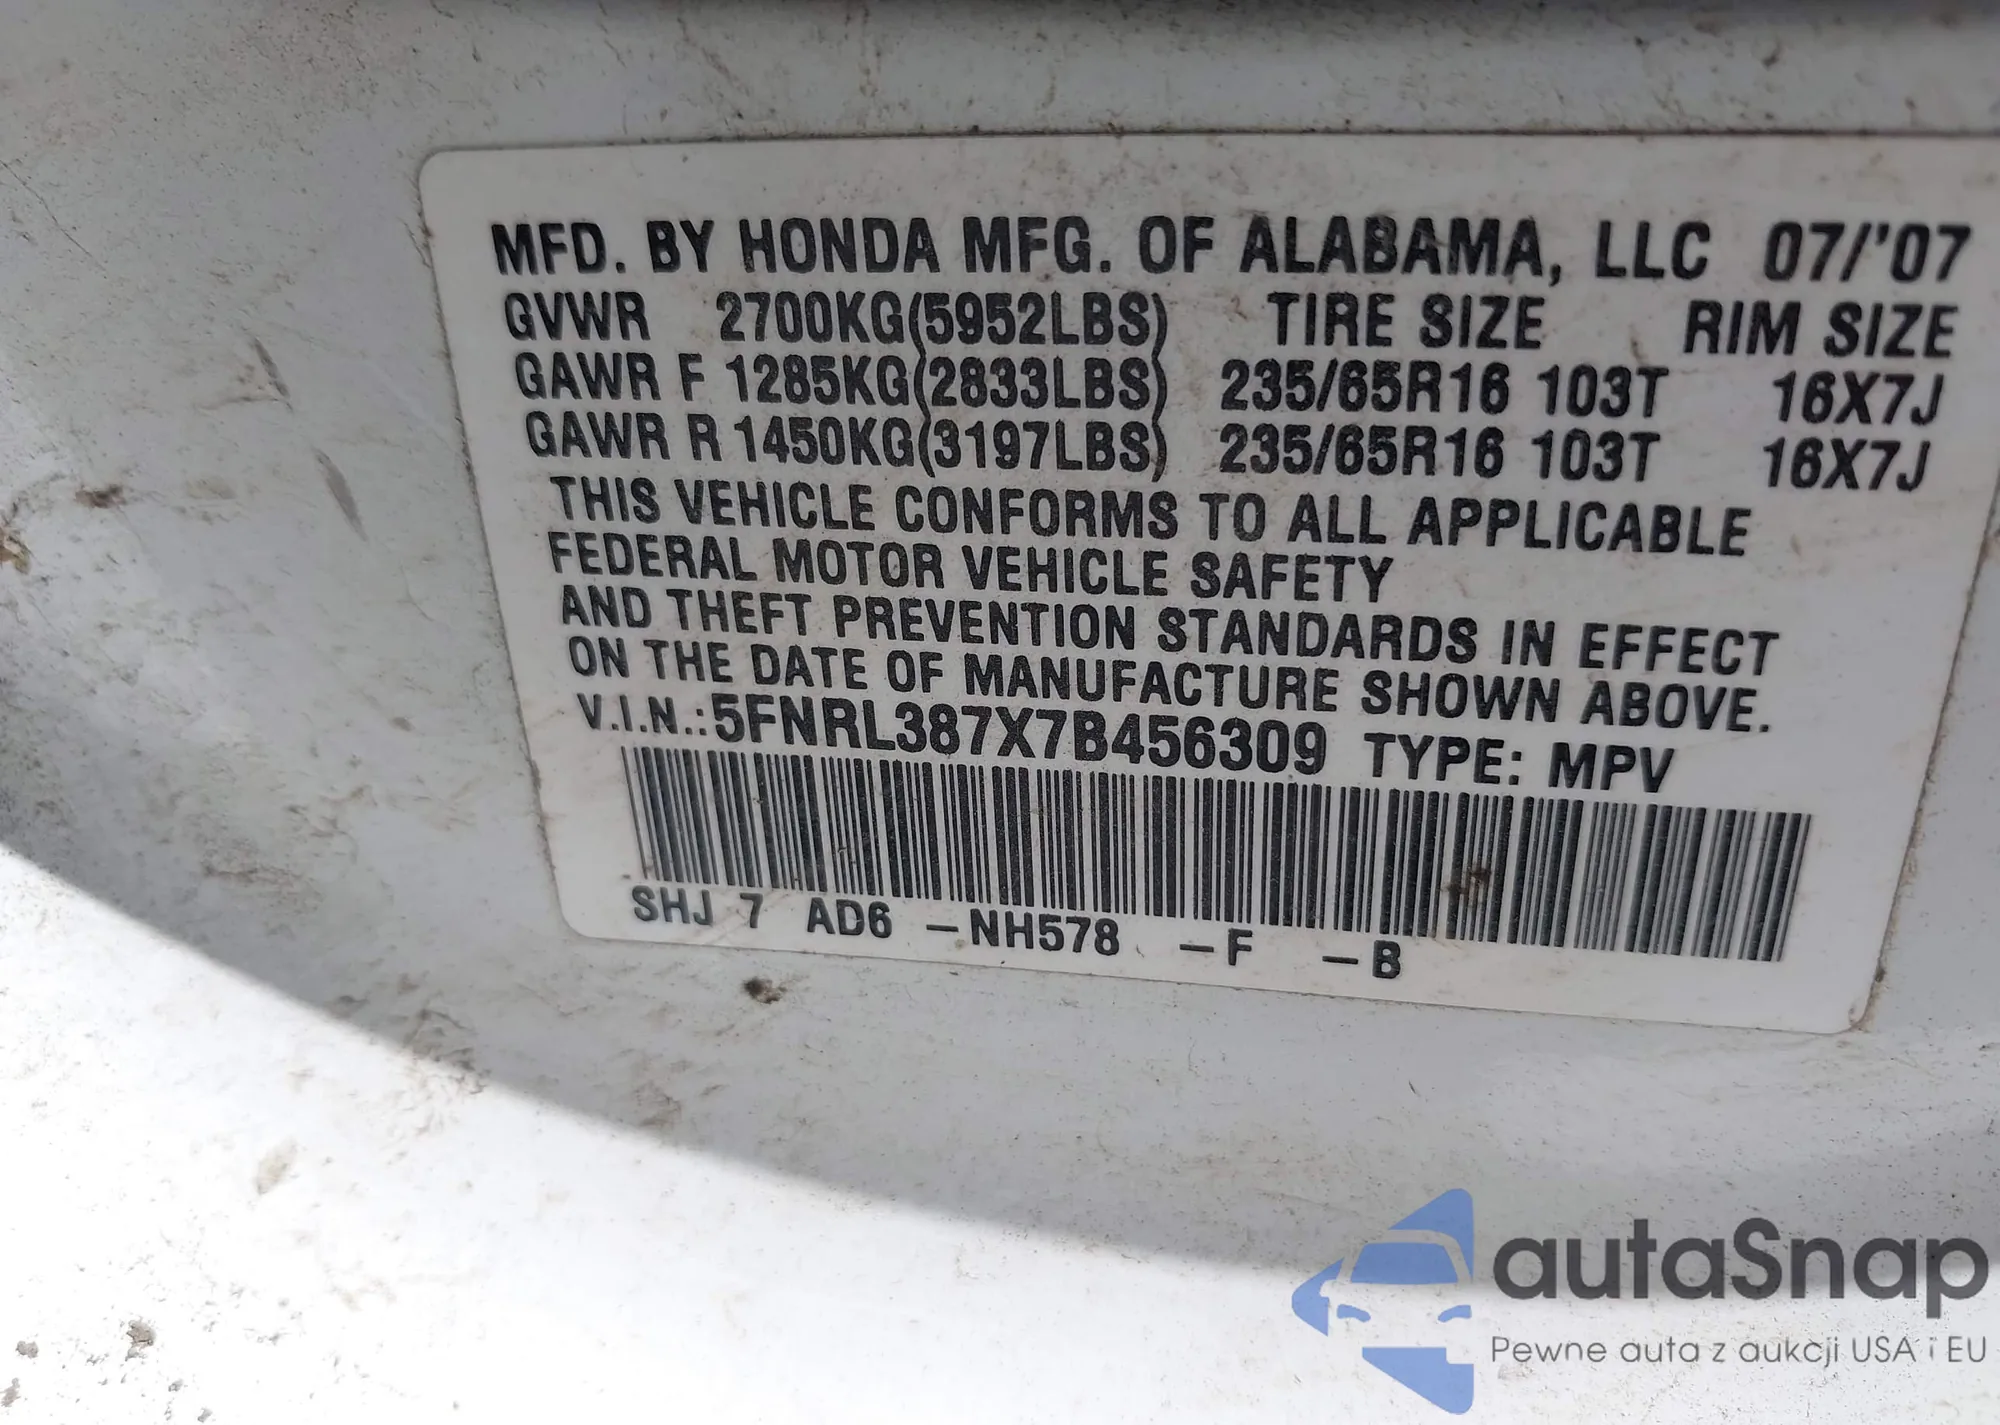 MFD. BY HONDA MFG. OF ALABAMA, LLC 07/'07
GVWR 2700KG(5952LBS) TIRE SIZE RIM SIZE
GAWR F 1285KG(2833LBS) 235/65R16 103T 16X7J
GAWR R 1450KG(3197LBS) 235/65R16 103T 16X7J
THIS VEHICLE CONFORMS TO ALL APPLICABLE
FEDERAL MOTOR VEHICLE SAFETY
AND THEFT PREVENTION STANDARDS IN EFFECT
ON THE DATE OF MANUFACTURE SHOWN ABOVE.
V.I.N.:5FNRL387X7B456309 TYPE: MPV
SHJ 7 AD6 -NH578 -F -B
autaSnap
Pewne auta z aukcji USA i EU